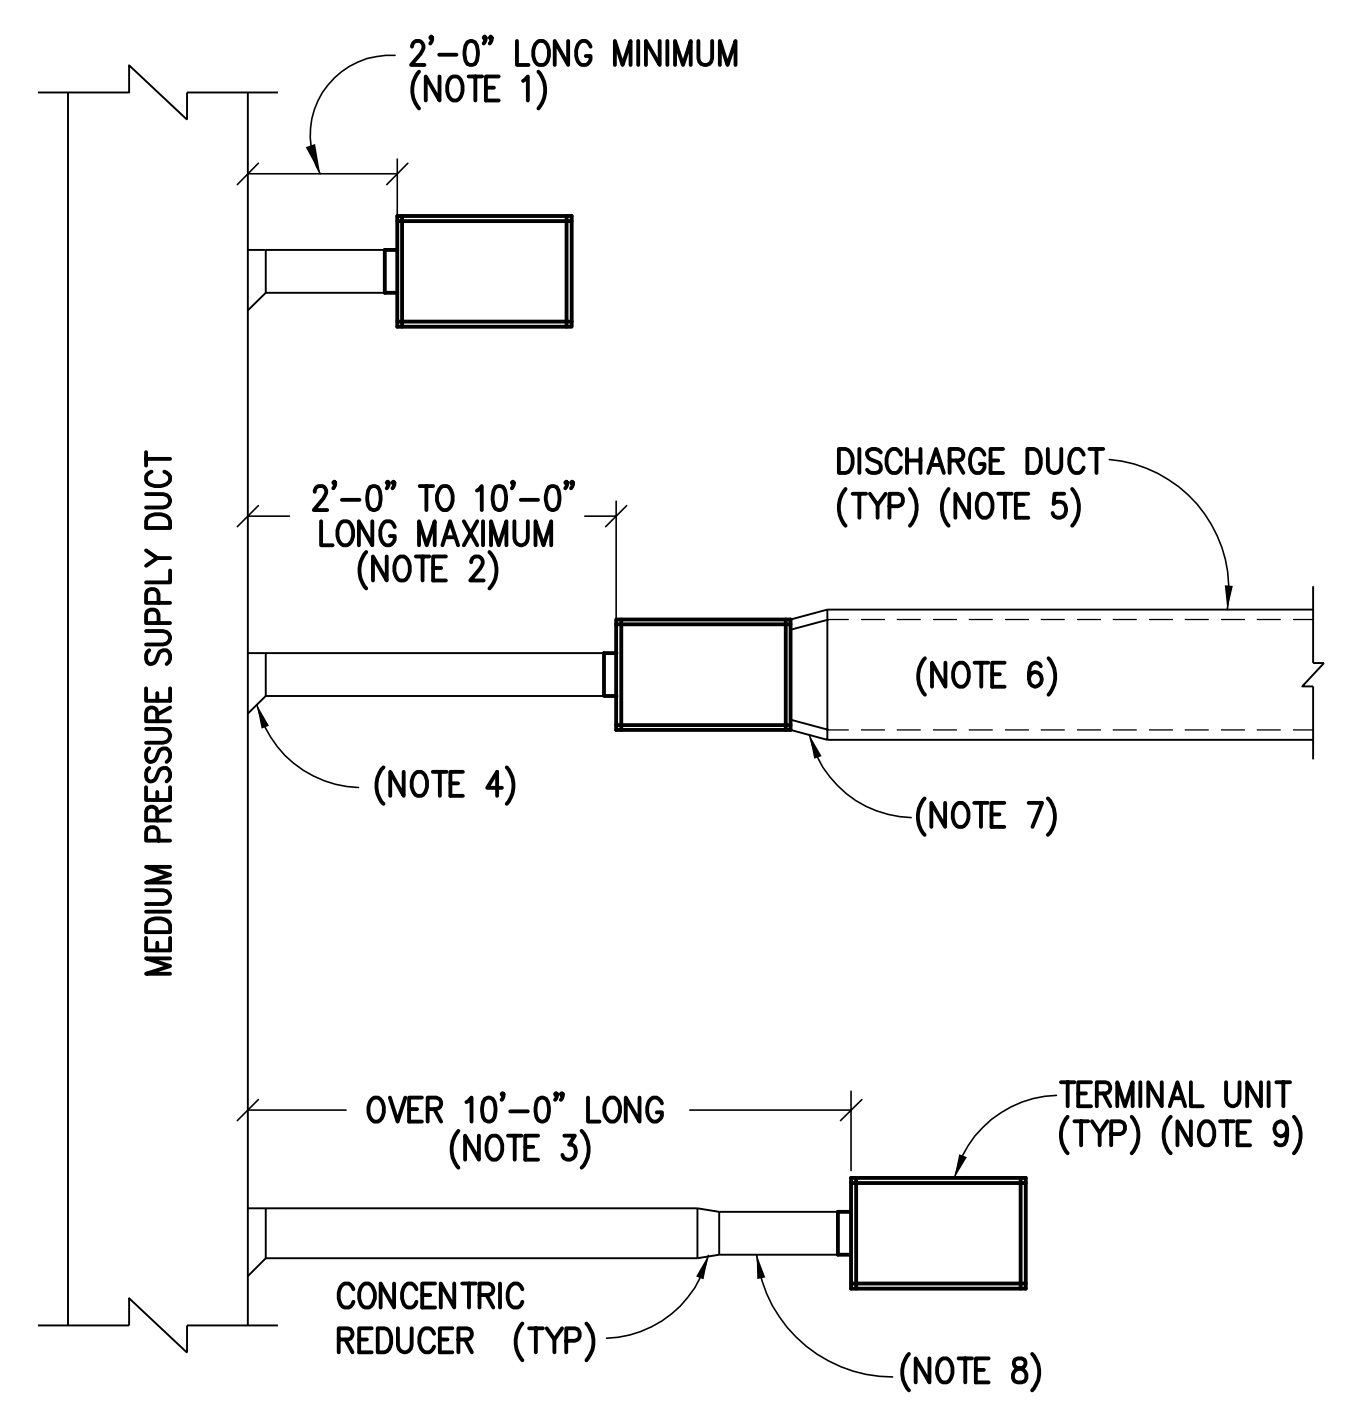 2'-0" LONG MINIMUM
(NOTE 1)
MEDIUM PRESSURE SUPPLY DUCT
2'-0" TO 10'-0"
LONG MAXIMUM
(NOTE 2)
DISCHARGE DUCT
(TYP) (NOTE 5)
(NOTE 6)
(NOTE 4)
(NOTE 7)
OVER 10'-0" LONG
(NOTE 3)
TERMINAL UNIT
(TYP) (NOTE 9)
CONCENTRIC
REDUCER (TYP)
(NOTE 8)